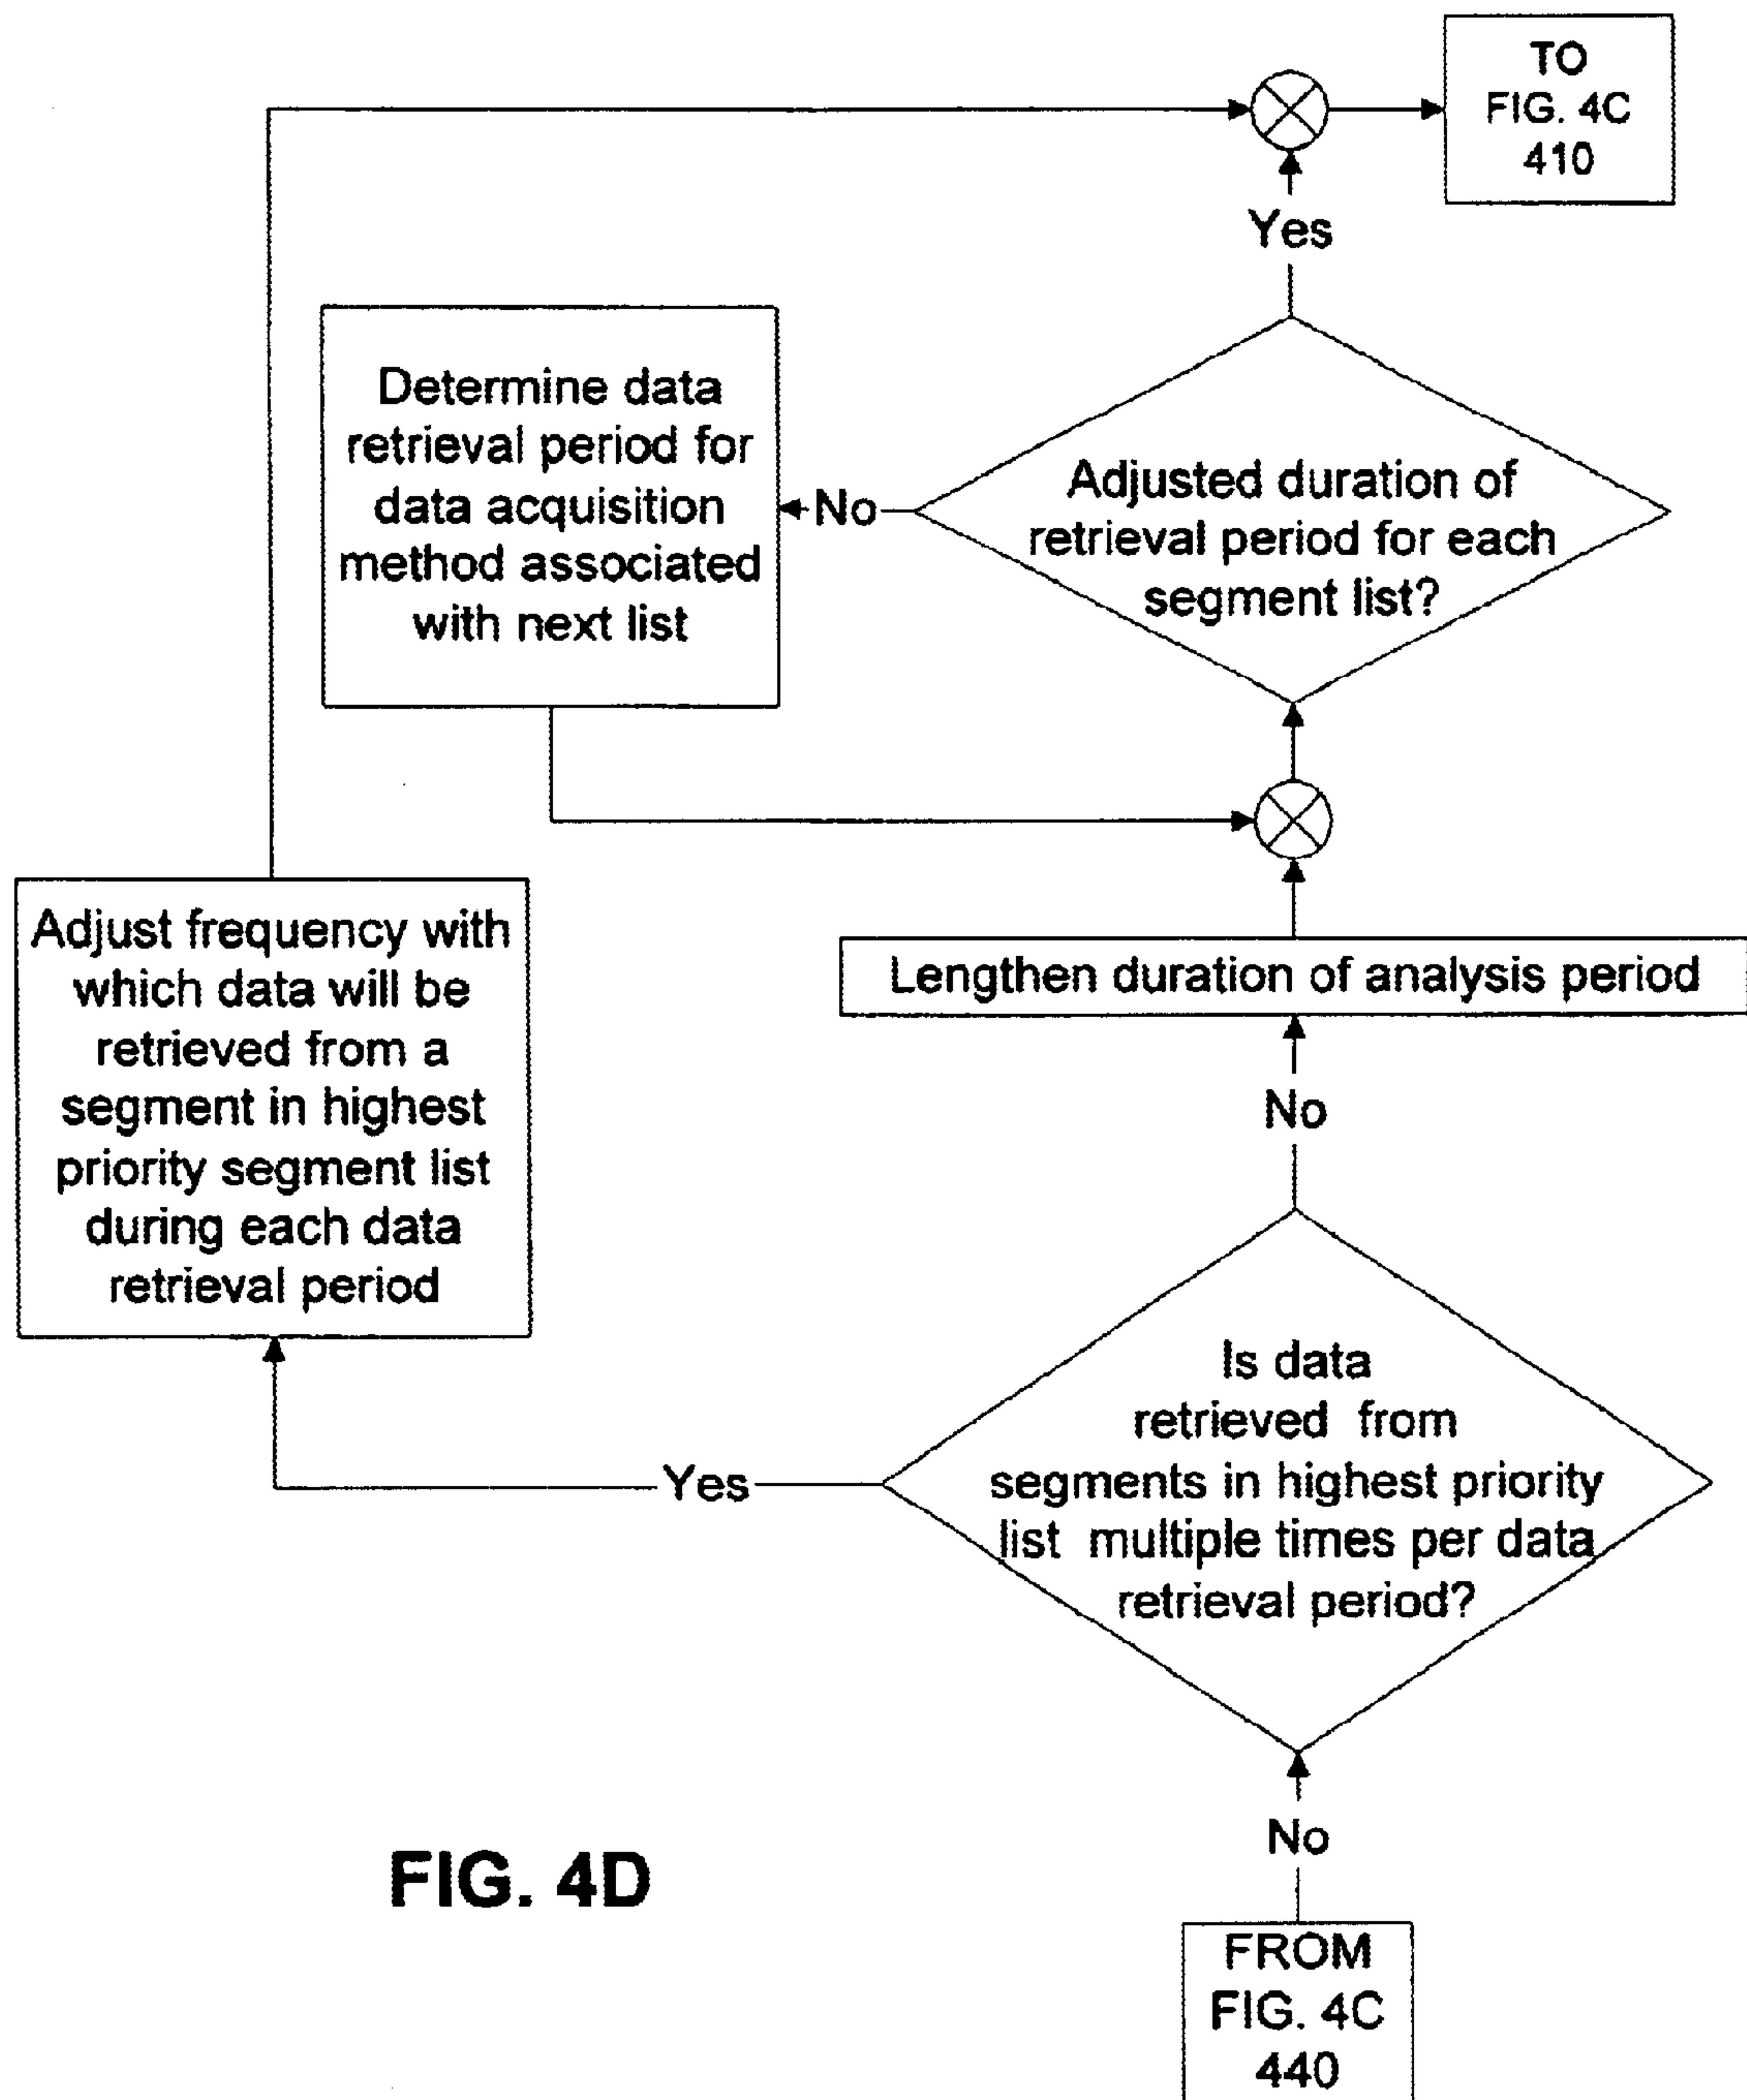 TO
FIG. 4C
410
Yes
Determine data
retrieval period for
data acquisition
method associated
with next list
No
Adjusted duration of
retrieval period for each
segment list?
Adjust frequency with
which data will be
retrieved from a
segment in highest
priority segment list
during each data
retrieval period
Lengthen duration of analysis period
No
Is data
retrieved from
segments in highest priority
list multiple times per data
retrieval period?
Yes
No
FIG. 4D
FROM
FIG. 4C
440